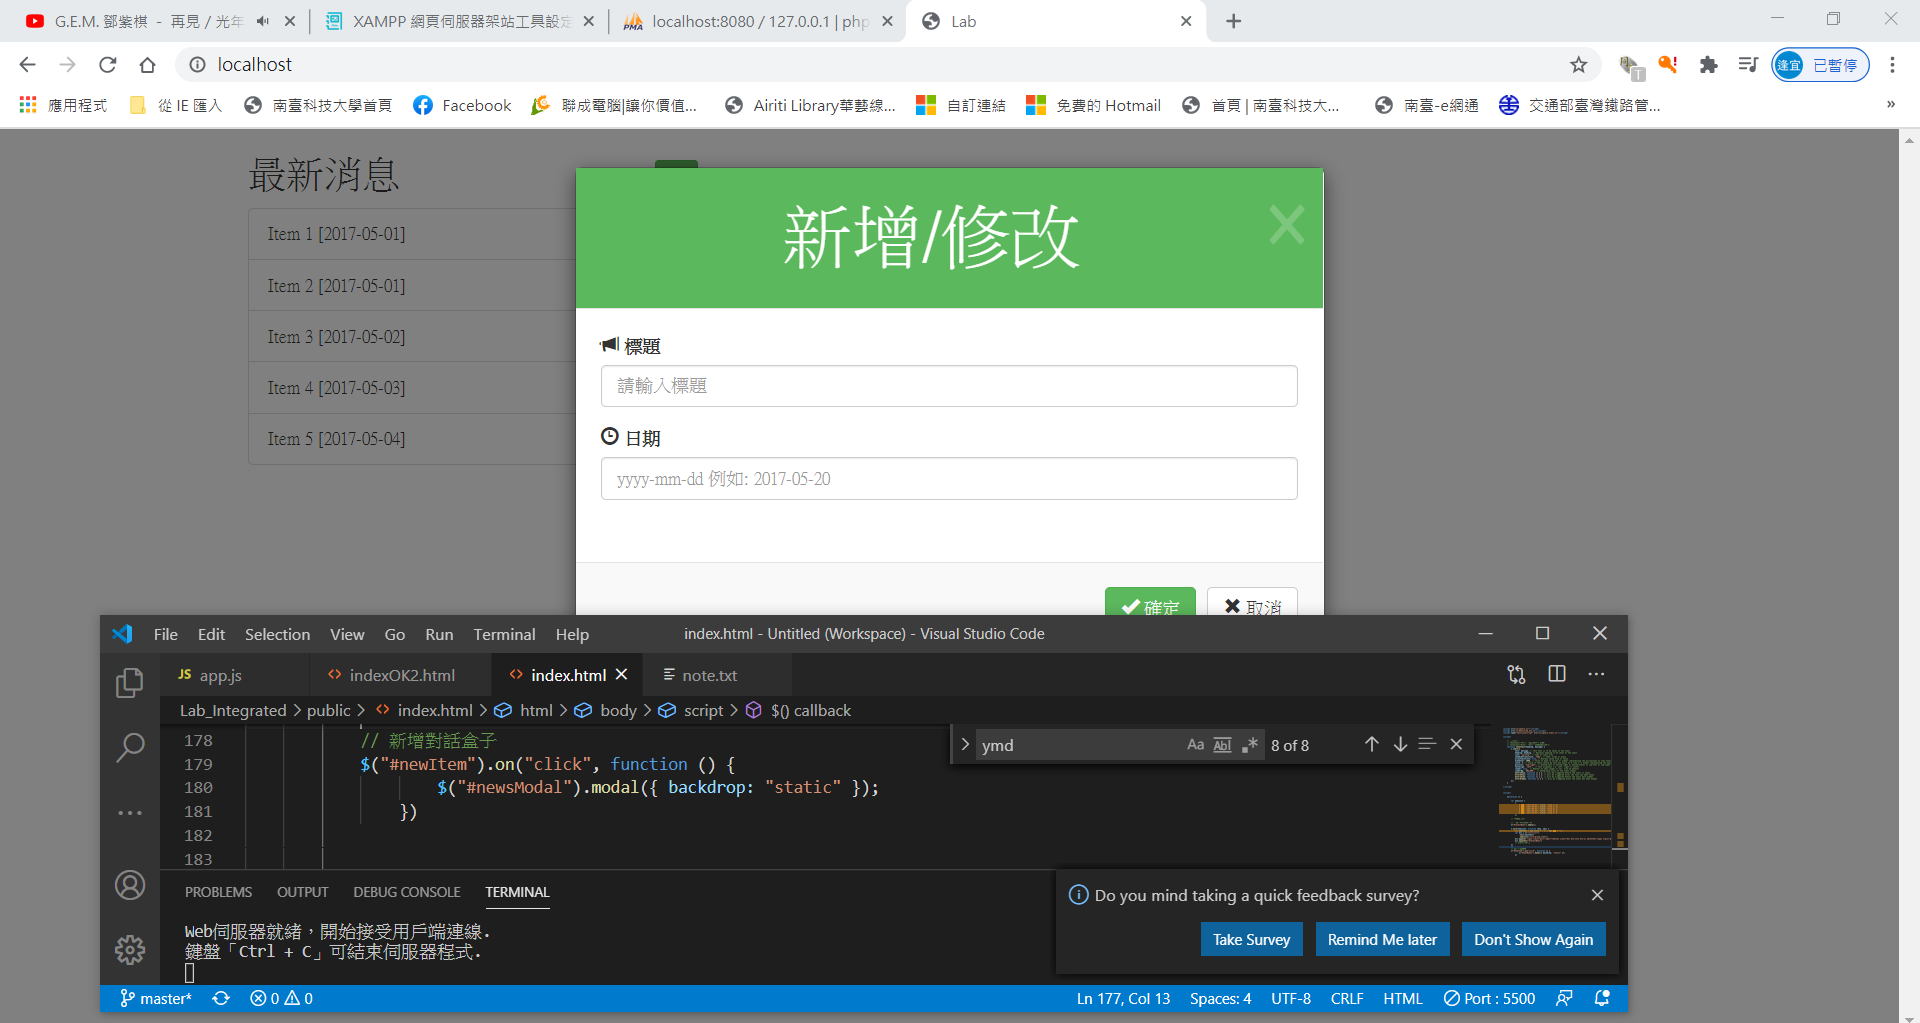 G.E.M. 鄧紫棋 - 再見 / 光年
XAMPP 網頁伺服器架站工具設定
localhost:8080 / 127.0.0.1 | php
Lab
localhost
逢宜 已暫停
應用程式
從 IE 匯入
南臺科技大學首頁
Facebook
聯成電腦|讓你價值...
Airiti Library華藝線...
自訂連結
免費的 Hotmail
首頁 | 南臺科技大...
南臺-e網通
交通部臺灣鐵路管...
»
最新消息
Item 1 [2017-05-01]
Item 2 [2017-05-01]
Item 3 [2017-05-02]
Item 4 [2017-05-03]
Item 5 [2017-05-04]
新增/修改
標題
請輸入標題
日期
yyyy-mm-dd 例如: 2017-05-20
確定
取消
File Edit Selection View Go Run Terminal Help
index.html - Untitled (Workspace) - Visual Studio Code
JS app.js
indexOK2.html
index.html
note.txt
Lab_Integrated > public > index.html > html > body > script > $() callback
ymd Aa Abl .* 8 of 8
178 // 新增對話盒子
179 $("#newItem").on("click", function () {
180 $("#newsModal").modal({ backdrop: "static" });
181 })
182
183
PROBLEMS OUTPUT DEBUG CONSOLE TERMINAL
Web伺服器就緒，開始接受用戶端連線.
鍵盤「Ctrl + C」可結束伺服器程式.
Do you mind taking a quick feedback survey?
Take Survey
Remind Me later
Don't Show Again
master* 0 0
Ln 177, Col 13 Spaces: 4 UTF-8 CRLF HTML Port : 5500